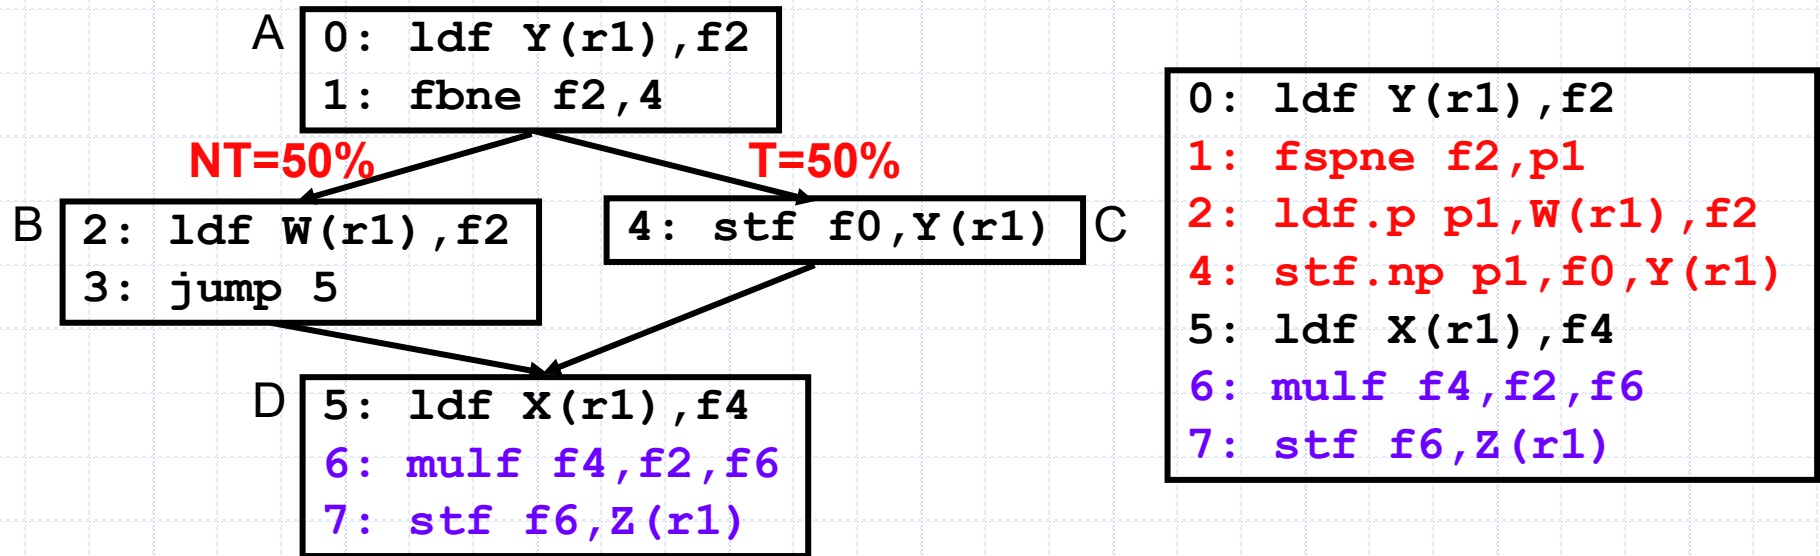 A
0: ldf Y(r1),f2
1: fbne f2,4
NT=50%
T=50%
B
2: ldf W(r1),f2
3: jump 5
4: stf f0,Y(r1)
C
D
5: ldf X(r1),f4
6: mulf f4,f2,f6
7: stf f6,Z(r1)
0: ldf Y(r1),f2
1: fspne f2,p1
2: ldf.p p1,W(r1),f2
4: stf.np p1,f0,Y(r1)
5: ldf X(r1),f4
6: mulf f4,f2,f6
7: stf f6,Z(r1)